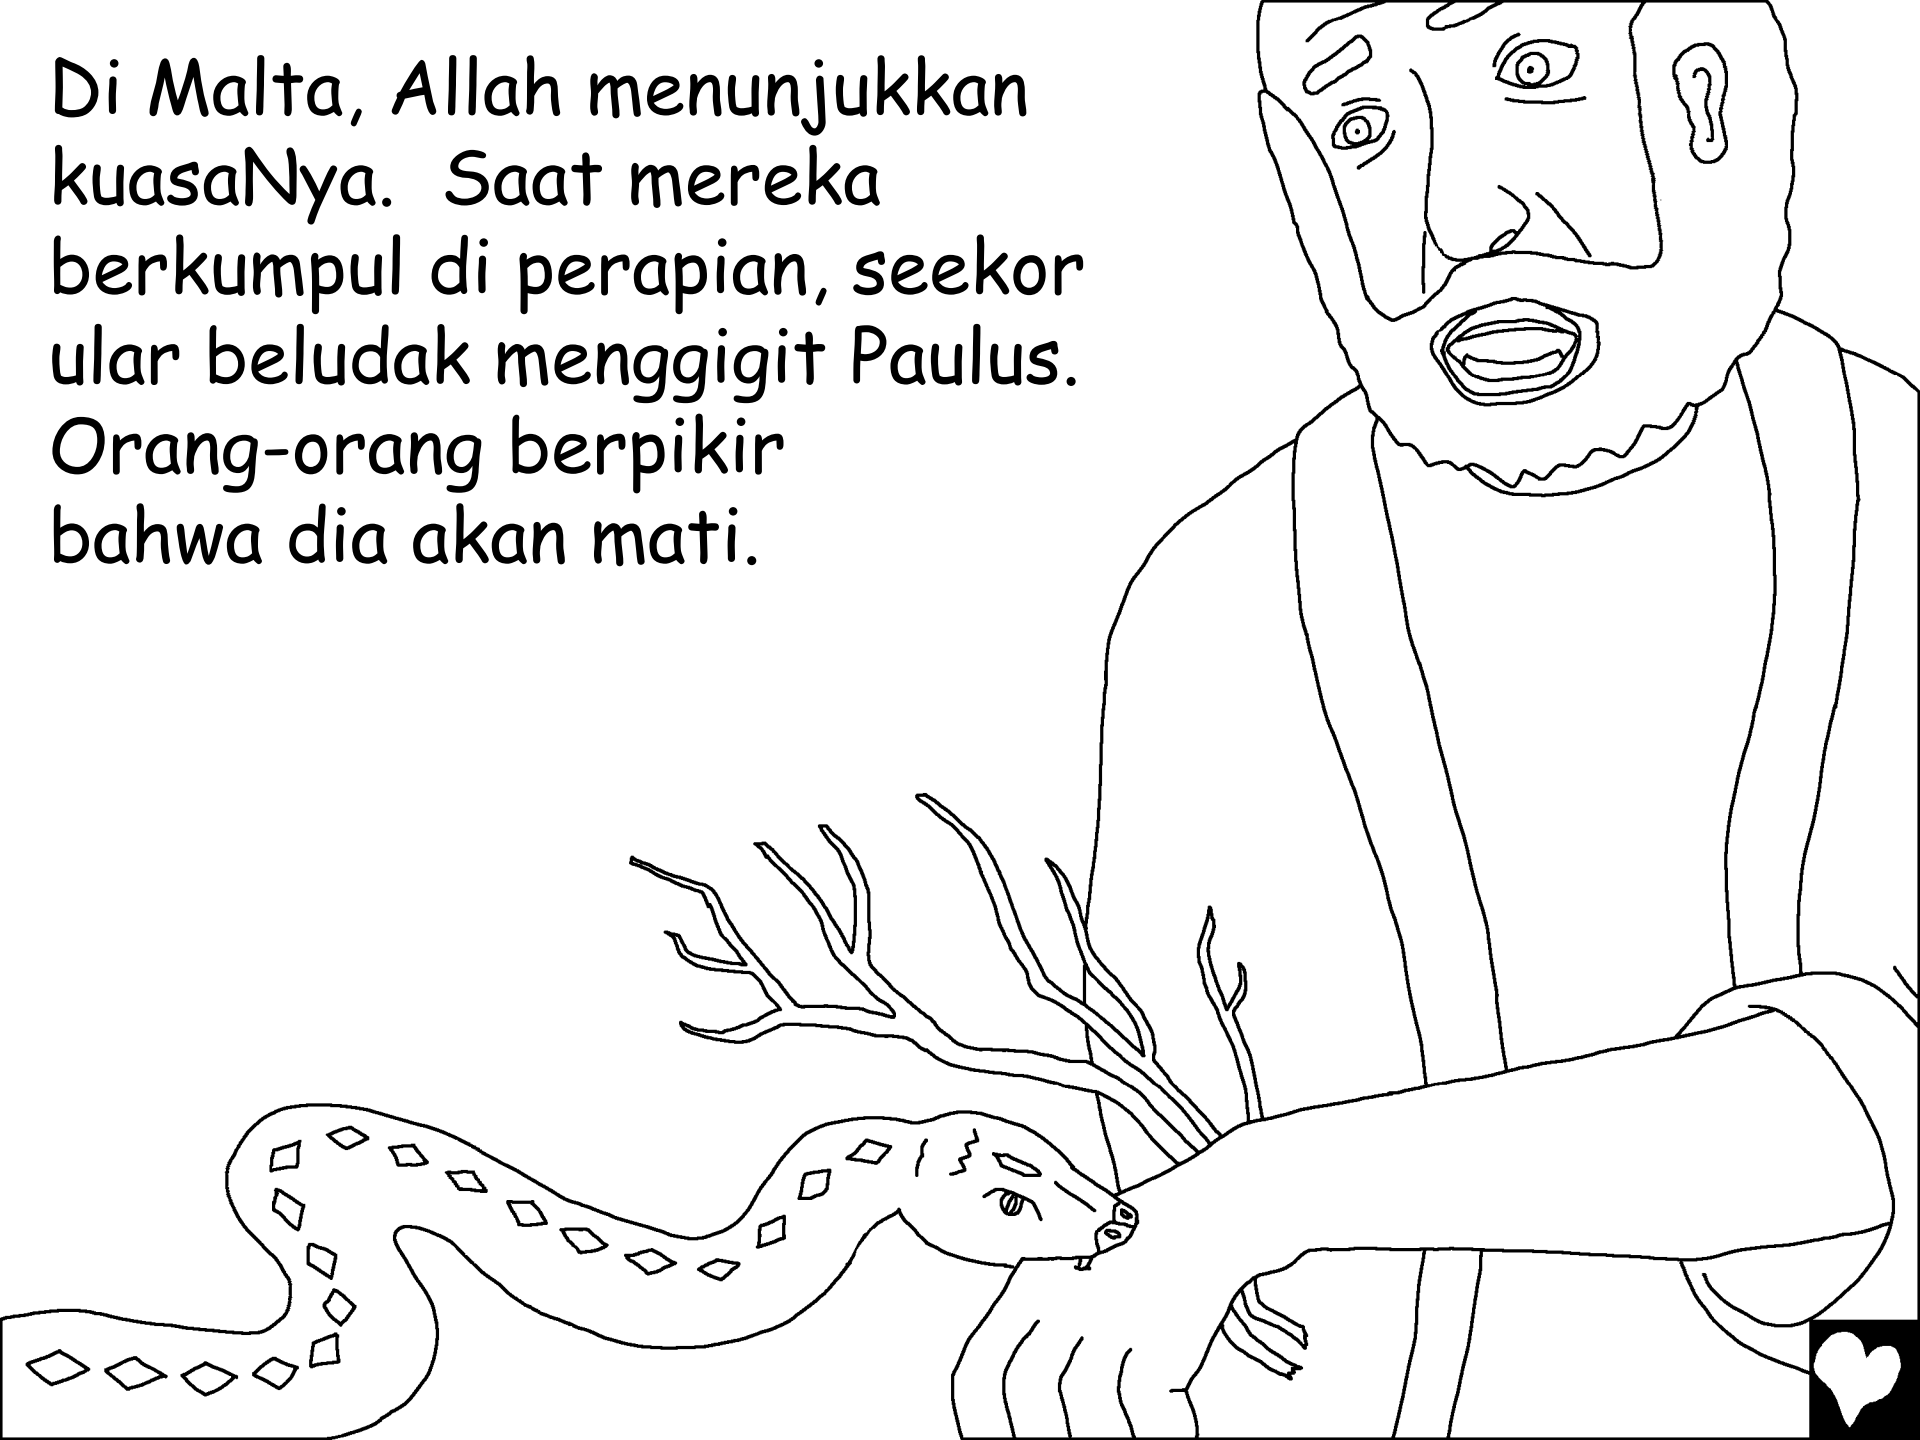 Di Malta, Allah menunjukkan
kuasaNya.  Saat mereka
berkumpul di perapian, seekor
ular beludak menggigit Paulus.
Orang-orang berpikir
bahwa dia akan mati.